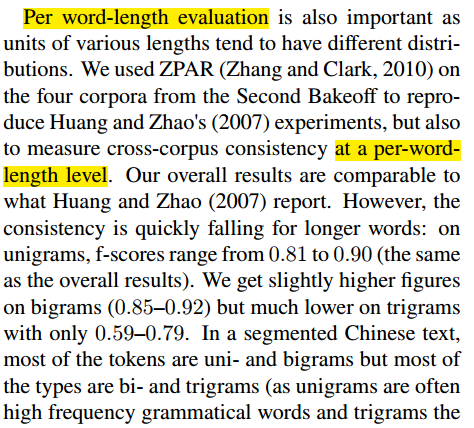 Per word-length evaluation is also important as
units of various lengths tend to have different distri-
butions. We used ZPAR (Zhang and Clark, 2010) on
the four corpora from the Second Bakeoff to repro-
duce Huang and Zhao's (2007) experiments, but also
to measure cross-corpus consistency at a per-word-
length level. Our overall results are comparable to
what Huang and Zhao (2007) report. However, the
consistency is quickly falling for longer words: on
unigrams, f-scores range from 0.81 to 0.90 (the same
as the overall results). We get slightly higher figures
on bigrams (0.85–0.92) but much lower on trigrams
with only 0.59–0.79. In a segmented Chinese text,
most of the tokens are uni- and bigrams but most of
the types are bi- and trigrams (as unigrams are often
high frequency grammatical words and trigrams the